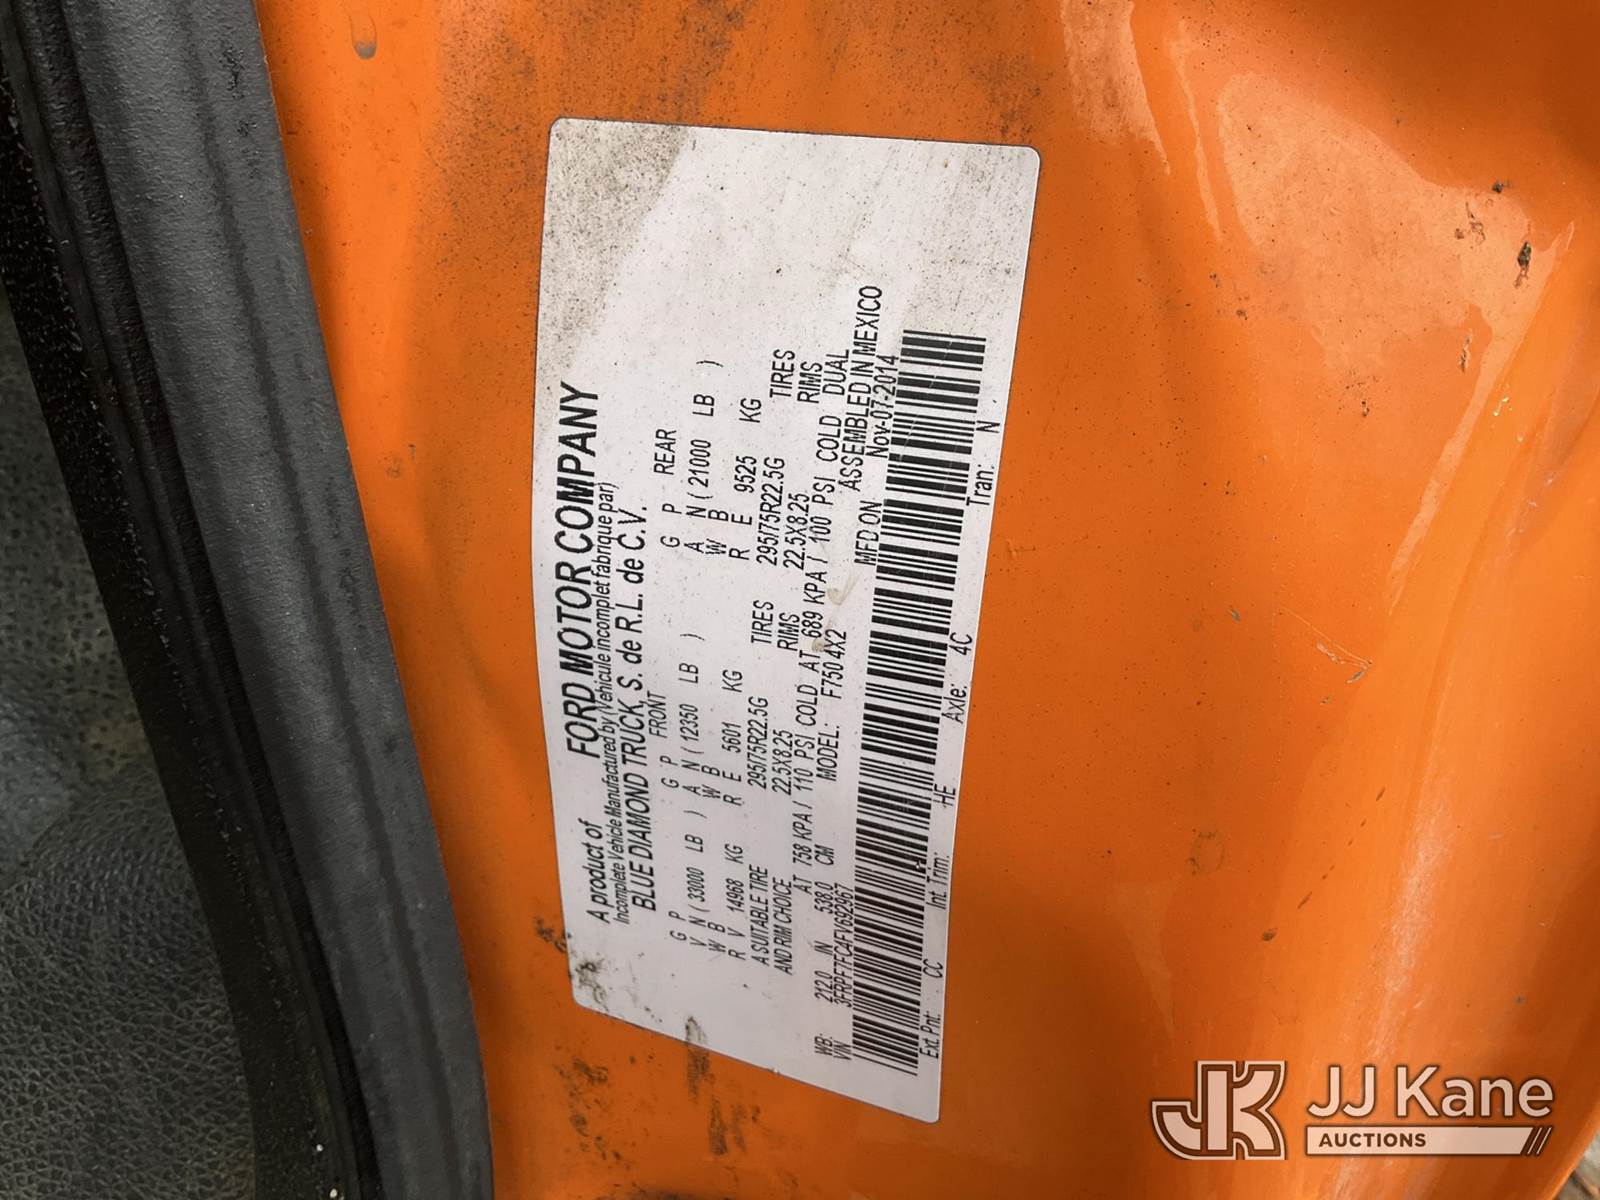 A product of FORD MOTOR COMPANY
Incomplete Vehicle Manufactured by (Vehicule incomplet fabrique par)
BLUE DIAMOND TRUCK, S. de R.L. de C.V.
FRONT REAR
G P G P G P
V N ( 33000 LB ) A N ( 12350 LB ) A N ( 21000 LB )
W B W B W B
R V 14968 KG R E 5601 KG R E 9525 KG
A SUITABLE TIRE 295/75R22.5G TIRES 295/75R22.5G TIRES
AND RIM CHOICE 22.5X8.25 RIMS 22.5X8.25 RIMS
AT 758 KPA / 110 PSI COLD AT 689 KPA / 100 PSI COLD DUAL
WB: 212.0 IN 538.0 CM MODEL: F750 4X2 ASSEMBLED IN MEXICO
VIN 3FRPF7FC4FV692967 MFD ON Nov-07-2014
Ext Pnt: CC Int Trim: HE Axle: 4C Tran: N
JK JJ Kane
AUCTIONS